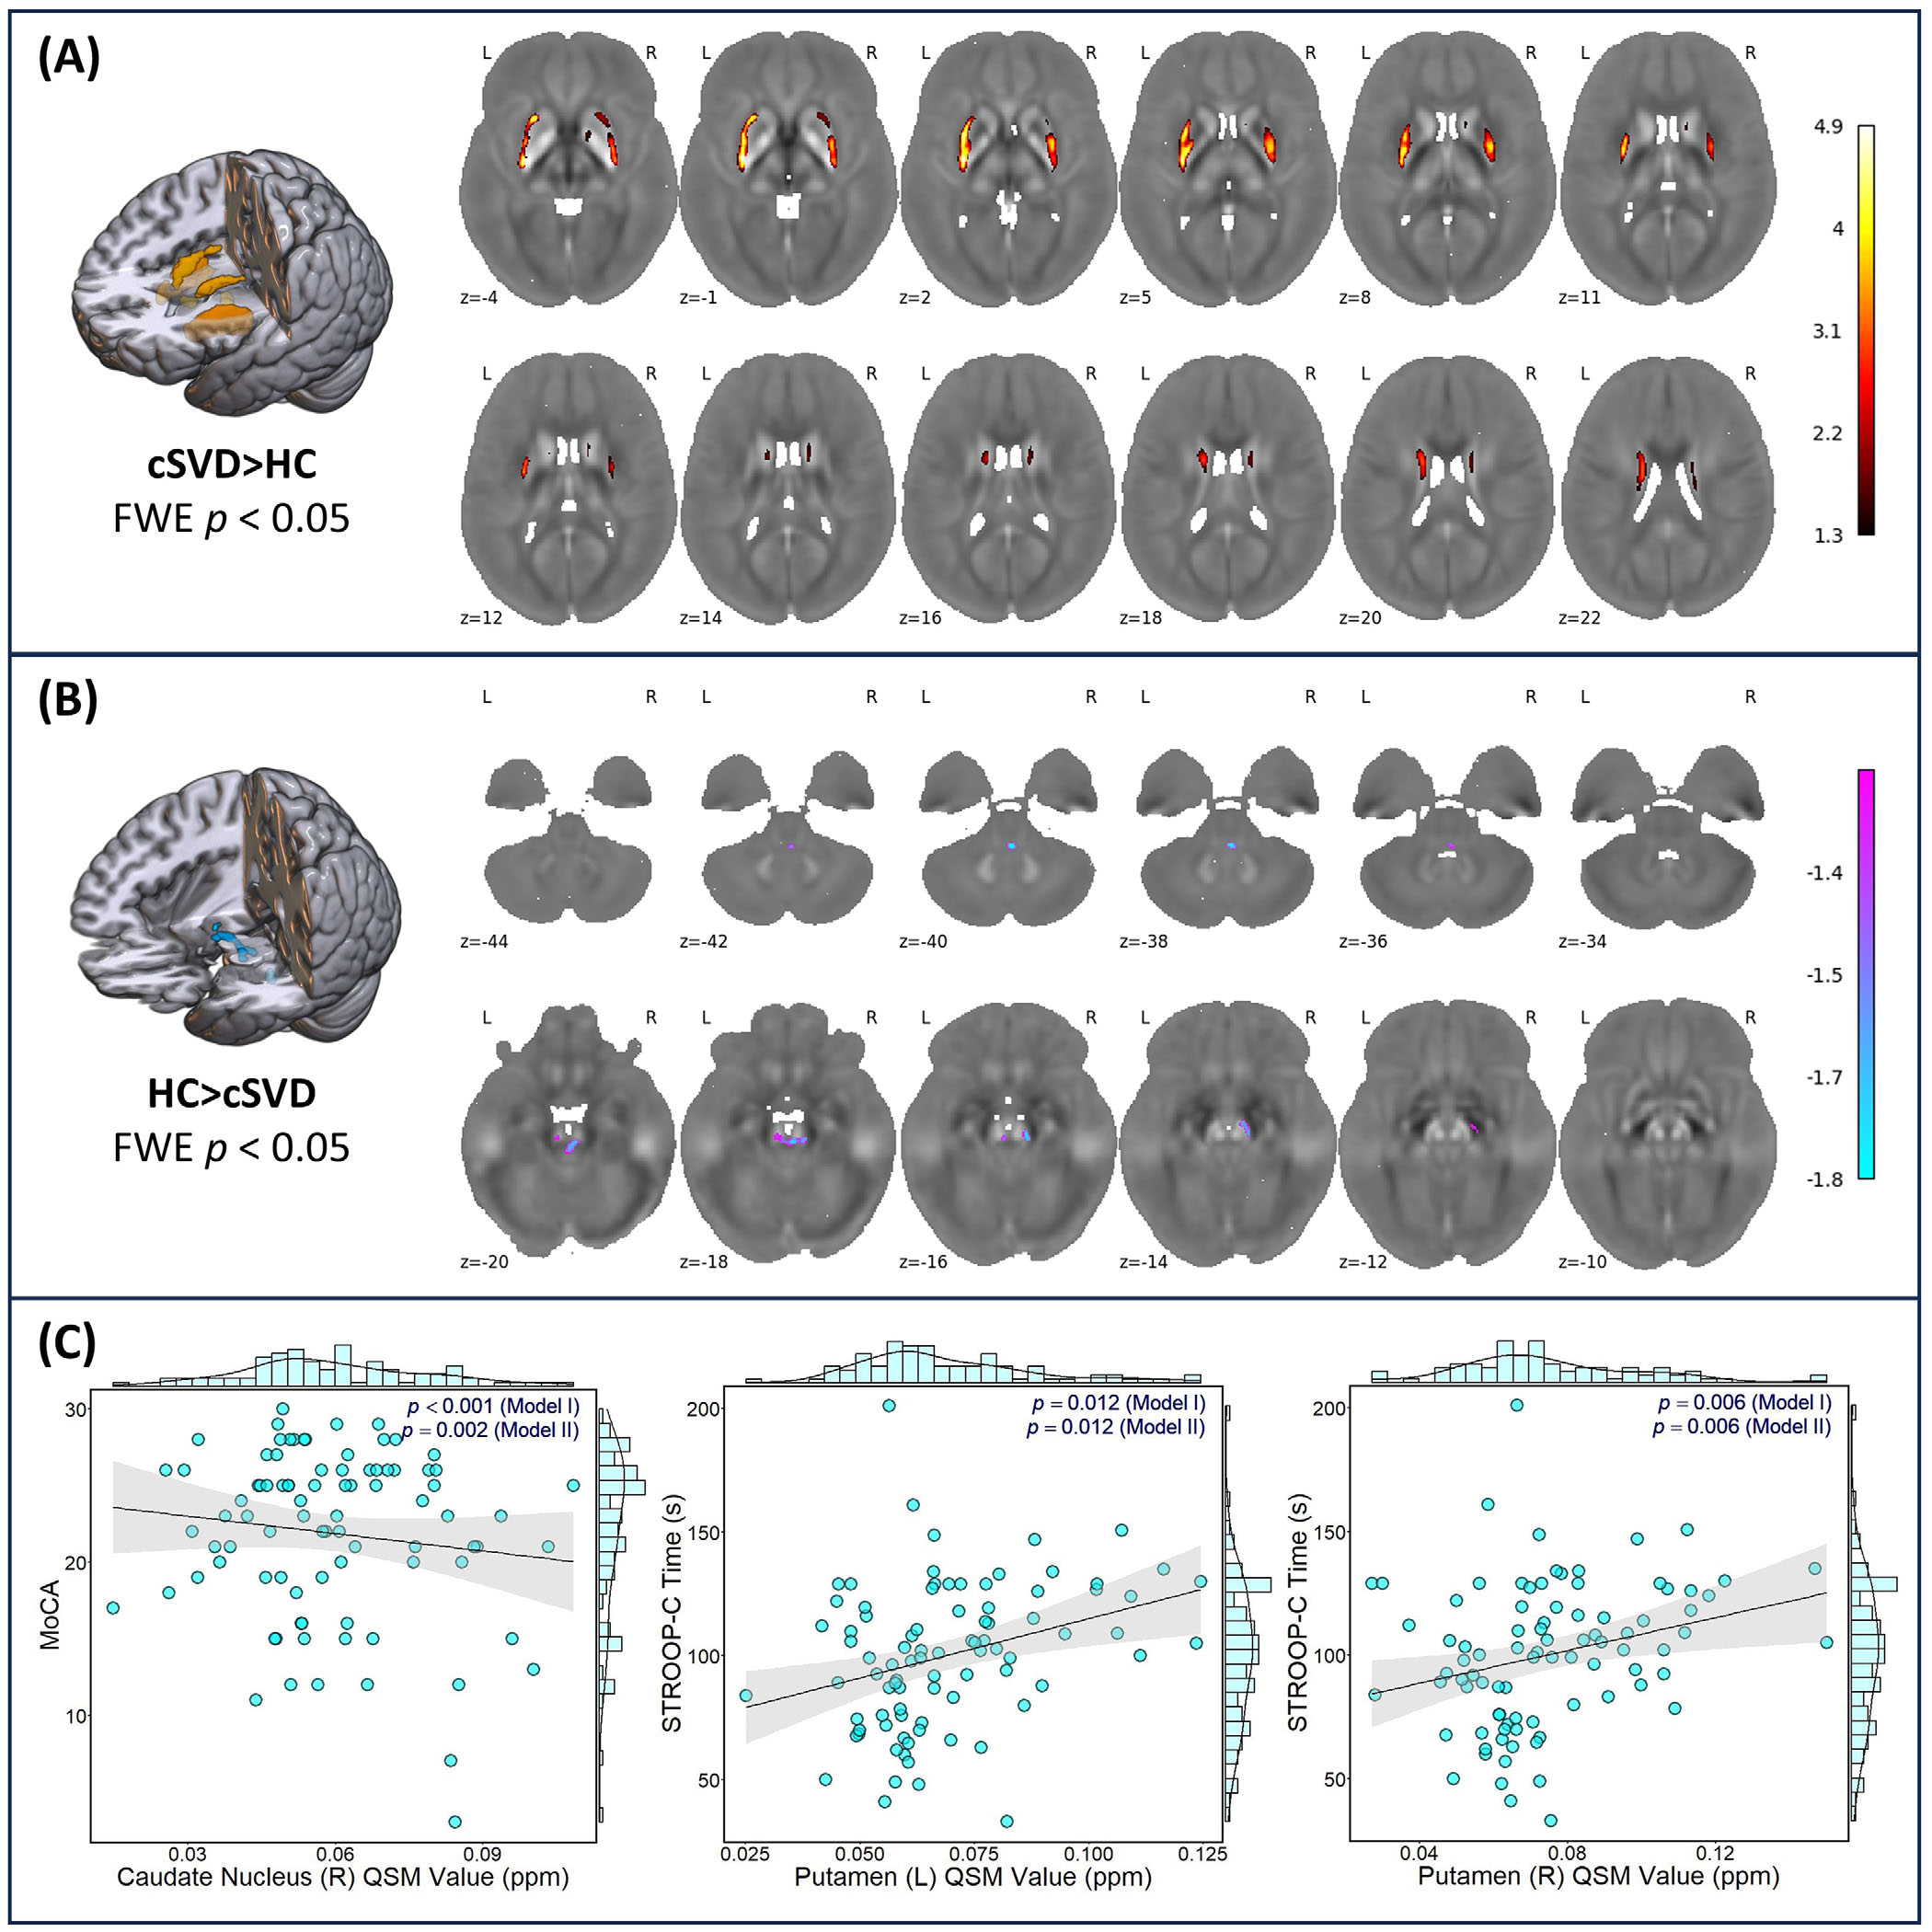 (A)
L R L R L R L R L R L R
z=-4 z=-1 z=2 z=5 z=8 z=11
4.9
4
3.1
2.2
1.3
cSVD>HC
FWE p < 0.05
L R L R L R L R L R L R
z=12 z=14 z=16 z=18 z=20 z=22
(B)
L R L R L R L R L R L R
z=-44 z=-42 z=-40 z=-38 z=-36 z=-34
-1.4
-1.5
-1.7
-1.8
HC>cSVD
FWE p < 0.05
L R L R L R L R L R L R
z=-20 z=-18 z=-16 z=-14 z=-12 z=-10
(C)
p < 0.001 (Model I)
p = 0.002 (Model II)
30
20
10
MoCA
0.03 0.06 0.09
Caudate Nucleus (R) QSM Value (ppm)
p = 0.012 (Model I)
p = 0.012 (Model II)
200
150
100
50
STROOP-C Time (s)
0.025 0.050 0.075 0.100 0.125
Putamen (L) QSM Value (ppm)
p = 0.006 (Model I)
p = 0.006 (Model II)
200
150
100
50
STROOP-C Time (s)
0.04 0.08 0.12
Putamen (R) QSM Value (ppm)